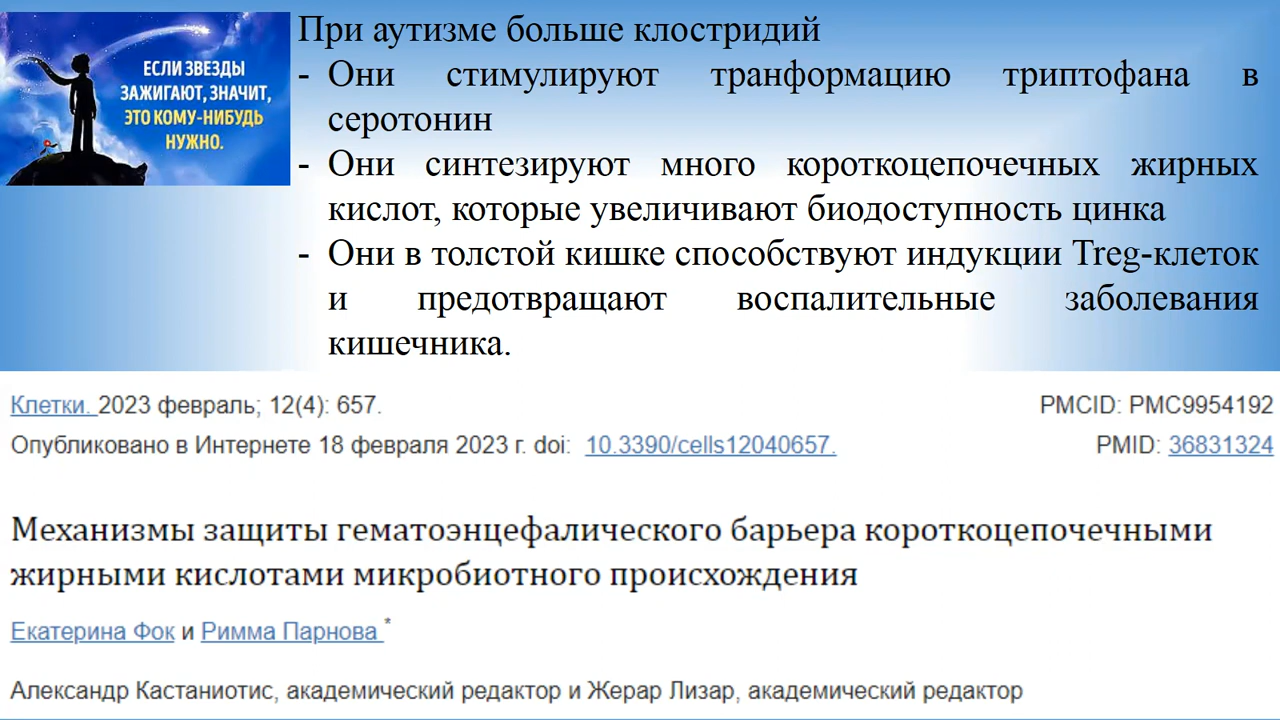 ЕСЛИ ЗВЕЗДЫ
ЗАЖИГАЮТ, ЗНАЧИТ,
ЭТО КОМУ-НИБУДЬ
НУЖНО.
При аутизме больше клостридий
- Они стимулируют транформацию триптофана в
серотонин
- Они синтезируют много короткоцепочечных жирных
кислот, которые увеличивают биодоступность цинка
- Они в толстой кишке способствуют индукции Treg-клеток
и предотвращают воспалительные заболевания
кишечника.
Клетки. 2023 февраль; 12(4): 657.
PMCID: PMC9954192
Опубликовано в Интернете 18 февраля 2023 г. doi: 10.3390/cells12040657.
PMID: 36831324
Механизмы защиты гематоэнцефалического барьера короткоцепочечными
жирными кислотами микробиотного происхождения
Екатерина Фок и Римма Парнова *
Александр Кастаниотис, академический редактор и Жерар Лизар, академический редактор